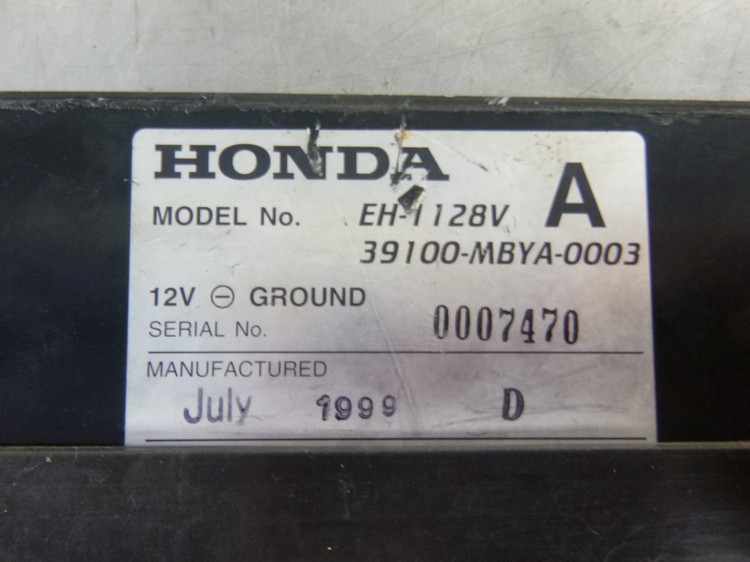 HONDA
MODEL No. EH-1128V A
39100-MBYA-0003
12V ⊖ GROUND
SERIAL No. 0007470
MANUFACTURED
July 1999 D